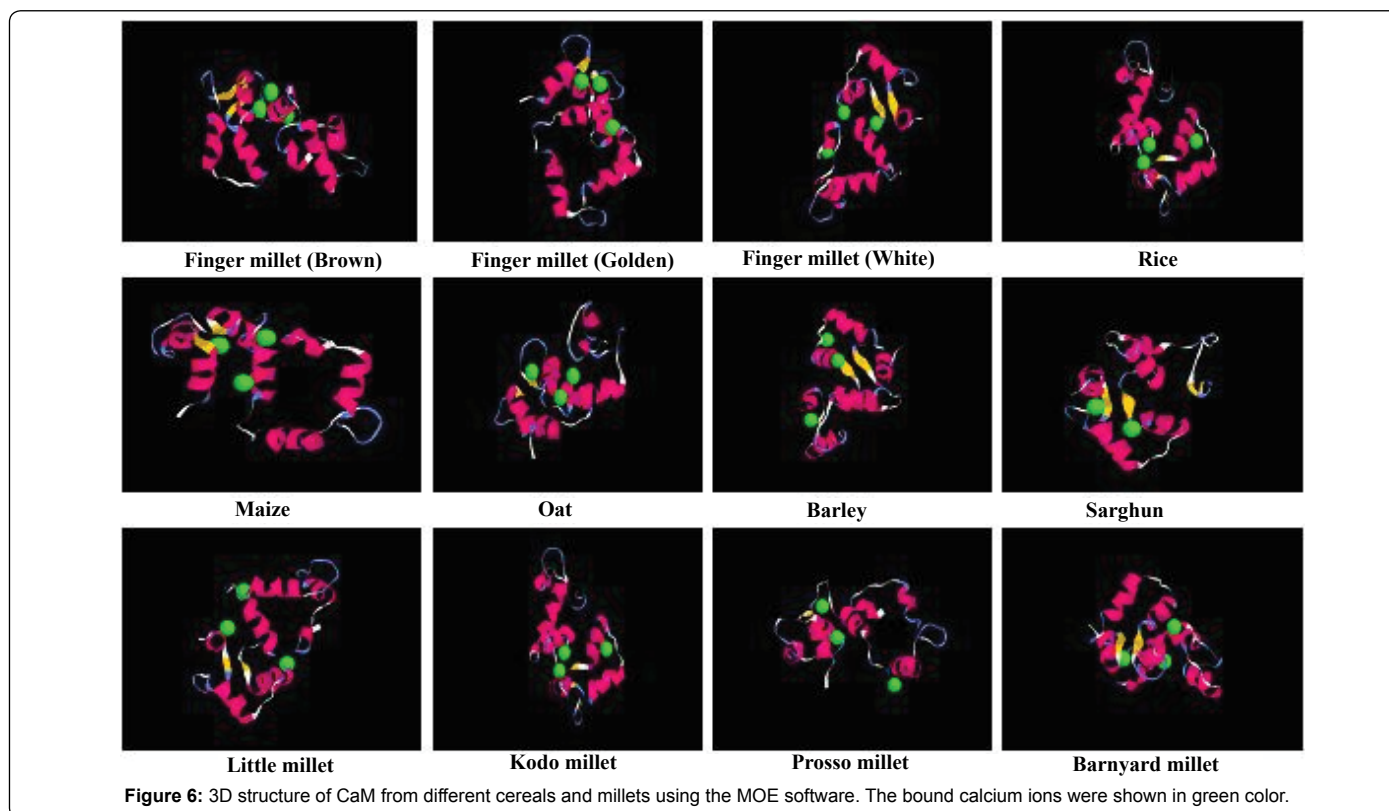 Finger millet (Brown) Finger millet (Golden) Finger millet (White) Rice
Maize Oat Barley Sarghun
Little millet Kodo millet Prosso millet Barnyard millet
Figure 6: 3D structure of CaM from different cereals and millets using the MOE software. The bound calcium ions were shown in green color.